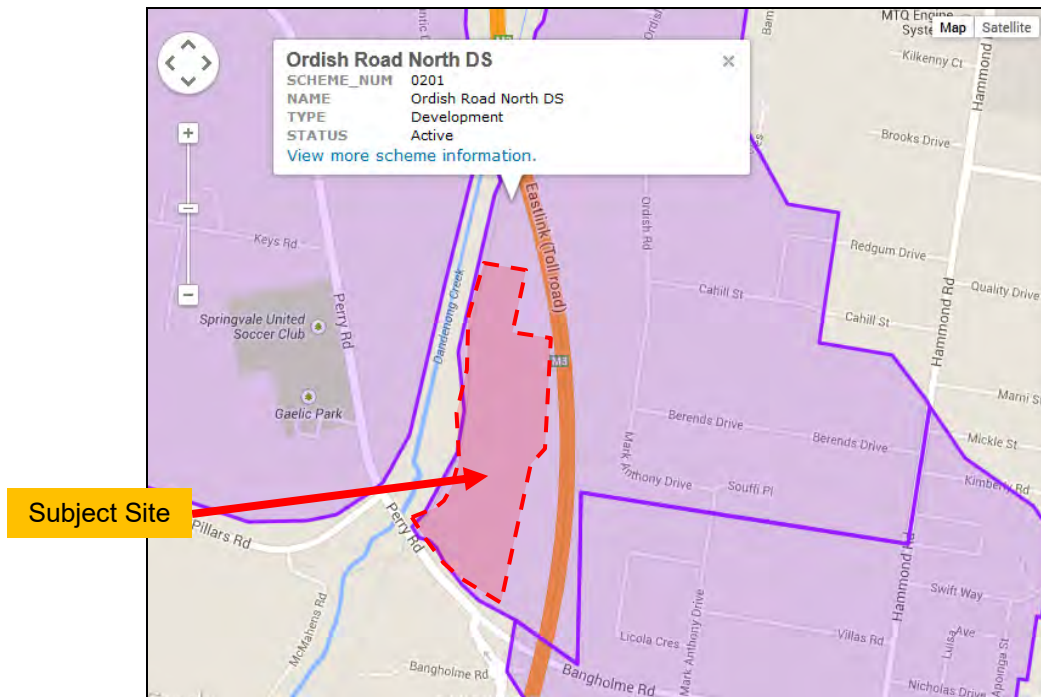 MTQ Engine
Syste
Map
Satellite
Ordish Road North DS
SCHEME_NUM 0201
NAME Ordish Road North DS
TYPE Development
STATUS Active
View more scheme information.
Kilkenny Ct
Hammond Rd
Brooks Drive
Eastlink (Toll road)
Ordish Rd
Keys Rd
Redgum Drive
Perry Rd
Dandenong Creek
Cahill St
Quality Drive
Springvale United
Soccer Club
Cahill St
Hammond Rd
M3
Gaelic Park
Marni S
Berends Drive
Berends Drive
Mickle St
Mark Anthony Drive
Souffi Pl
Kimberly Rd
Subject Site
Pillars Rd
Perry Rd
Hammond Rd
Swift Way
McMahens Rd
Mark Anthony Drive
Licola Cres
Villas Rd
Luisa Ave
Apoinga St
Bangholme Rd
Bangholme Rd
Nicholas Drive